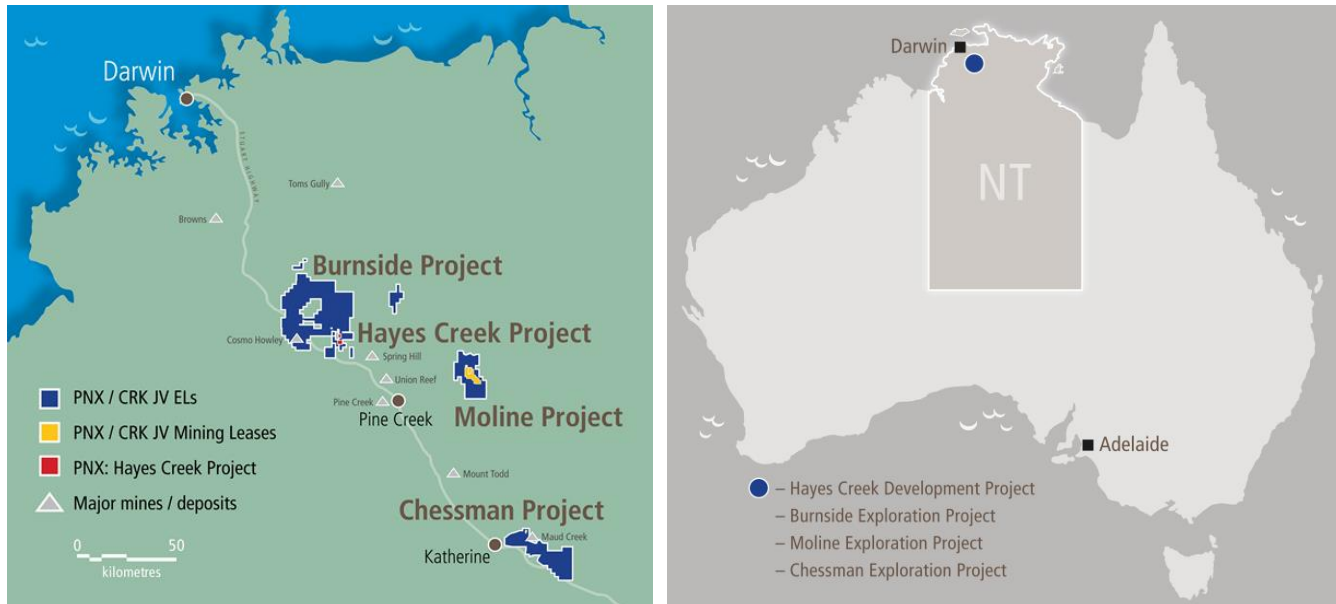 Darwin
STUART HIGHWAY
Toms Gully
Browns
Burnside Project
Hayes Creek Project
Cosmo Howley
Spring Hill
Union Reef
Pine Creek
Pine Creek
Moline Project
Mount Todd
Chessman Project
Maud Creek
Katherine
PNX / CRK JV ELs
PNX / CRK JV Mining Leases
PNX: Hayes Creek Project
Major mines / deposits
0 50
kilometres
Darwin
NT
Adelaide
– Hayes Creek Development Project
– Burnside Exploration Project
– Moline Exploration Project
– Chessman Exploration Project